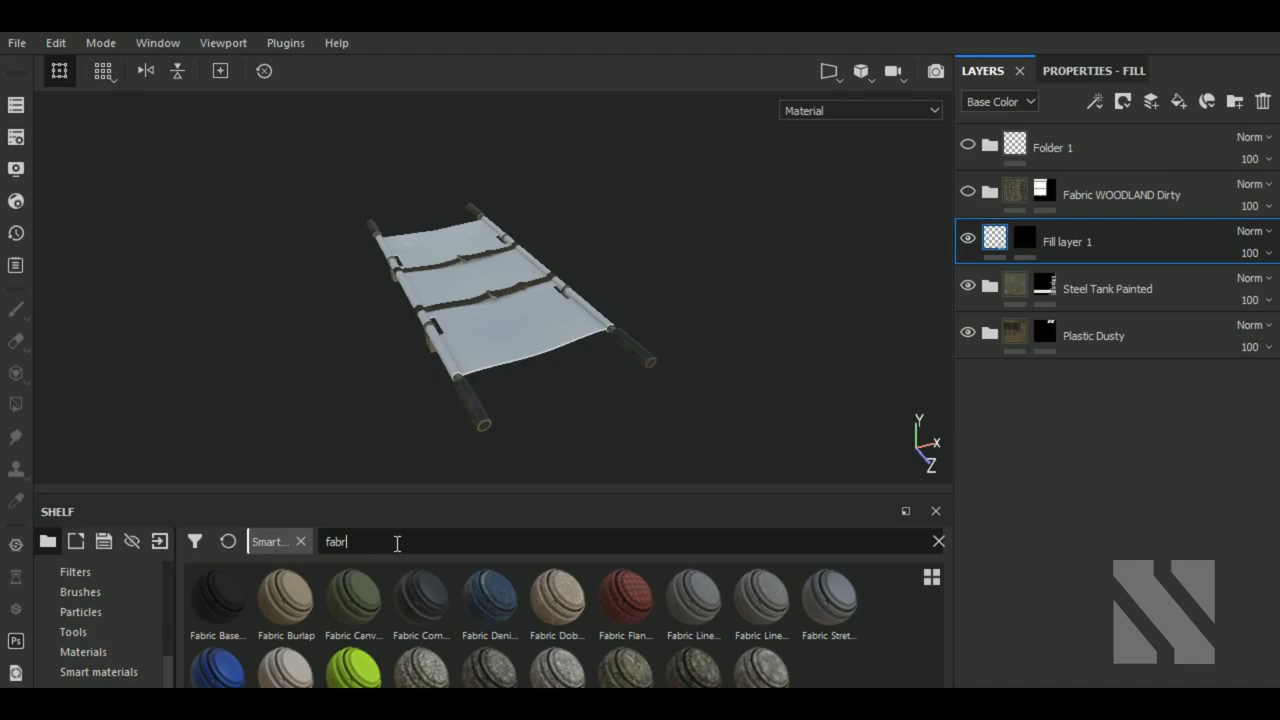 File Edit Mode Window Viewport Plugins Help
LAYERS PROPERTIES - FILL
Material
Base Color
Folder 1 Norm 100
Fabric WOODLAND Dirty Norm 100
Fill layer 1 Norm 100
Steel Tank Painted Norm 100
Plastic Dusty Norm 100
Y
X
Z
SHELF
Smart... fabr
Filters
Brushes
Particles
Tools
Materials
Smart materials
Fabric Base... Fabric Burlap Fabric Canv... Fabric Com... Fabric Deni... Fabric Dob... Fabric Flan... Fabric Line... Fabric Line... Fabric Stret...
Ps